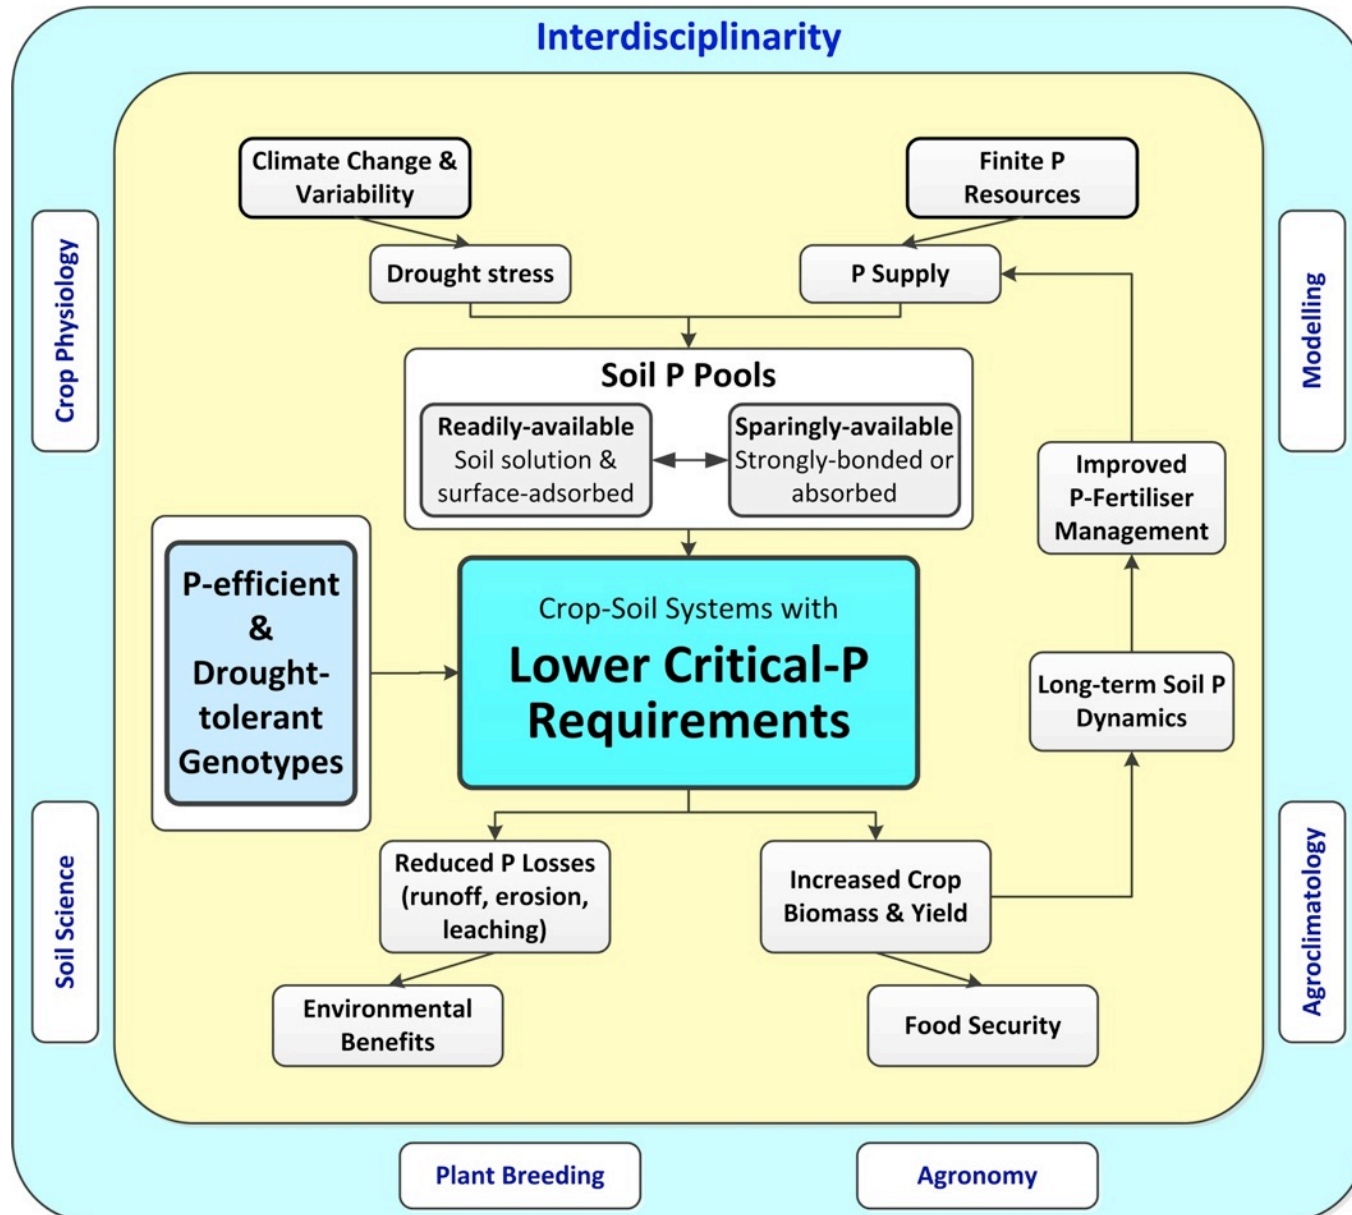 Interdisciplinarity
Climate Change &
Variability
Finite P
Resources
Drought stress
P Supply
Crop Physiology
Modelling
Soil P Pools
Readily-available
Soil solution &
surface-adsorbed
Sparingly-available
Strongly-bonded or
absorbed
Improved
P-Fertiliser
Management
P-efficient
&
Drought-
tolerant
Genotypes
Crop-Soil Systems with
Lower Critical-P
Requirements
Long-term Soil P
Dynamics
Soil Science
Reduced P Losses
(runoff, erosion,
leaching)
Increased Crop
Biomass & Yield
Agroclimatology
Environmental
Benefits
Food Security
Plant Breeding
Agronomy